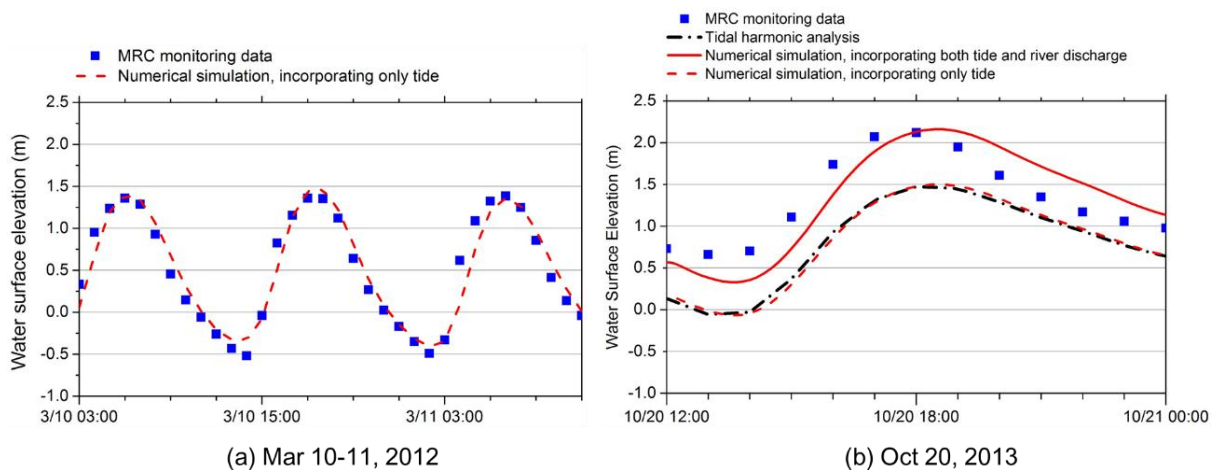 MRC monitoring data
Numerical simulation, incorporating only tide
Water surface elevation (m)
2.5
2.0
1.5
1.0
0.5
0.0
-0.5
-1.0
3/10 03:00
3/10 15:00
3/11 03:00
(a) Mar 10-11, 2012
MRC monitoring data
Tidal harmonic analysis
Numerical simulation, incorporating both tide and river discharge
Numerical simulation, incorporating only tide
Water Surface Elevation (m)
2.5
2.0
1.5
1.0
0.5
0.0
-0.5
-1.0
10/20 12:00
10/20 18:00
10/21 00:00
(b) Oct 20, 2013